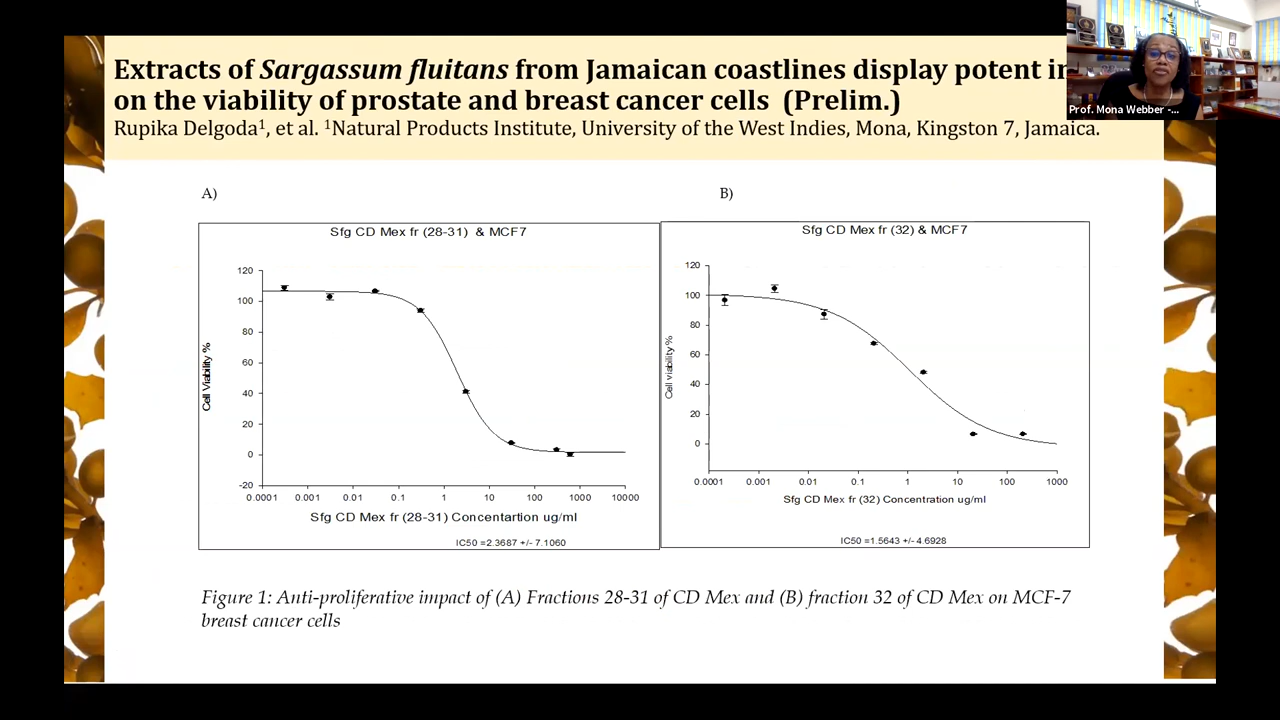 Extracts of Sargassum fluitans from Jamaican coastlines display potent
on the viability of prostate and breast cancer cells (Prelim.)
Rupika Delgoda¹, et al. ¹Natural Products Institute, University of the West Indies, Mona, Kingston 7, Jamaica.
Prof. Mona Webber -...
A)
B)
Sfg CD Mex fr (28-31) & MCF7
120
100
80
60
40
20
0
-20
Cell Viability %
0.0001 0.001 0.01 0.1 1 10 100 1000 10000
Sfg CD Mex fr (28-31) Concentartion ug/ml
IC50 =2.3687 +/- 7.1060
Sfg CD Mex fr (32) & MCF7
120
100
80
60
40
20
0
Cell viability %
0.0001 0.001 0.01 0.1 1 10 100 1000
Sfg CD Mex fr (32) Concentration ug/ml
IC50 =1.5643 +/- 4.6928
Figure 1: Anti-proliferative impact of (A) Fractions 28-31 of CD Mex and (B) fraction 32 of CD Mex on MCF-7
breast cancer cells